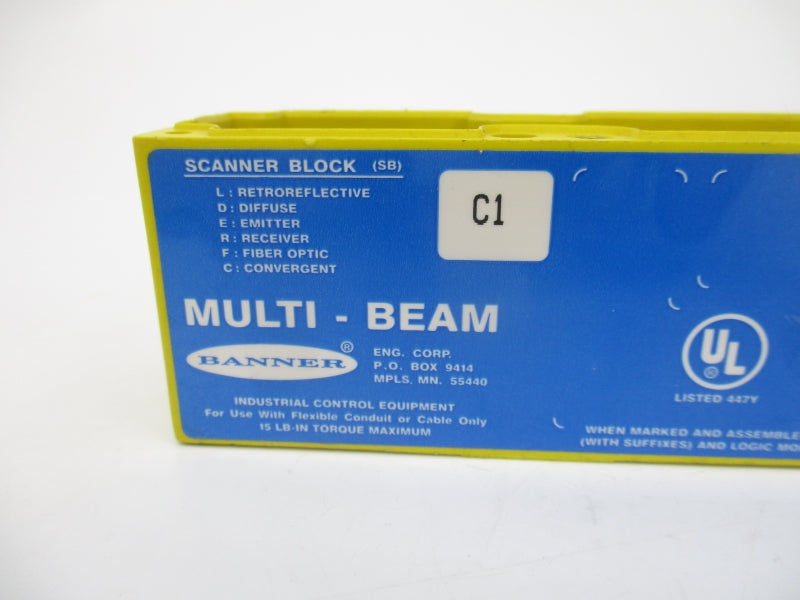 SCANNER BLOCK (SB)
L : RETROREFLECTIVE
D : DIFFUSE
E : EMITTER
R : RECEIVER
F : FIBER OPTIC
C : CONVERGENT
C1
MULTI - BEAM
BANNER ®
ENG. CORP.
P.O. BOX 9414
MPLS, MN. 55440
INDUSTRIAL CONTROL EQUIPMENT
For Use With Flexible Conduit or Cable Only
15 LB-IN TORQUE MAXIMUM
UL ®
LISTED 447Y
WHEN MARKED AND ASSEMBLE
(WITH SUFFIXES) AND LOGIC MO